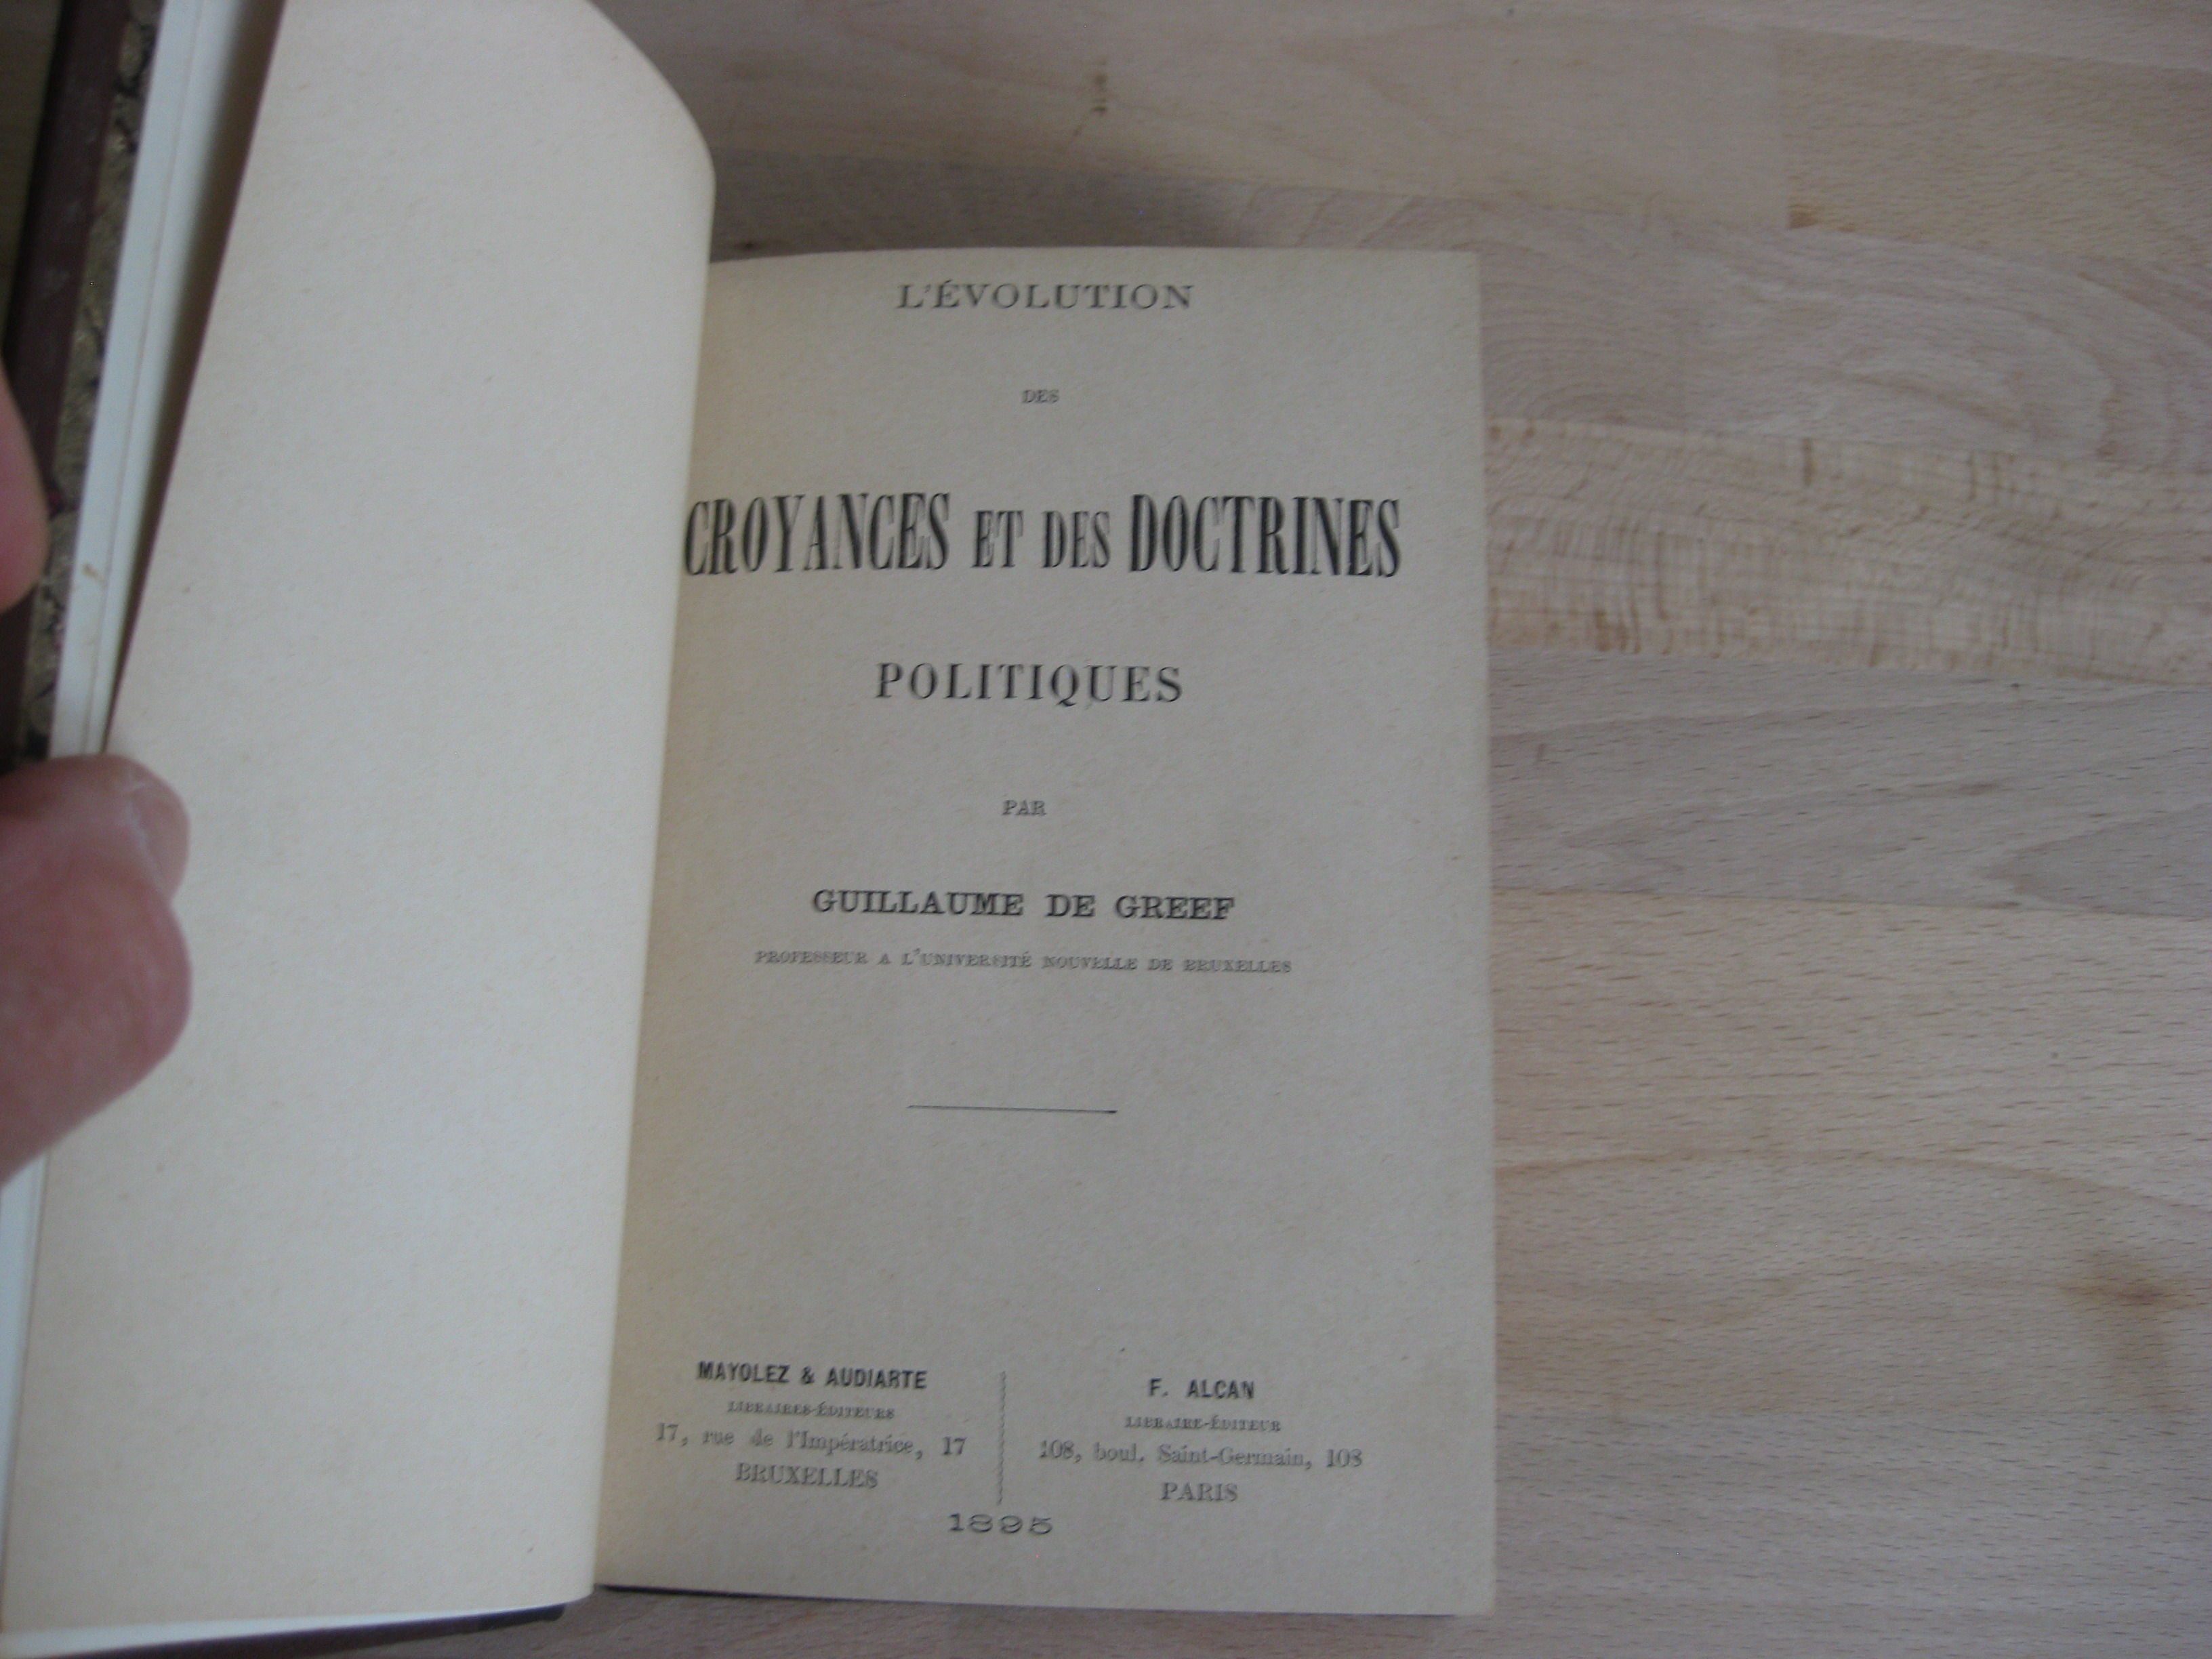 L'ÉVOLUTION
DES
CROYANCES ET DES DOCTRINES
POLITIQUES
PAR
GUILLAUME DE GREEF
PROFESSEUR A L'UNIVERSITÉ NOUVELLE DE BRUXELLES
MAYOLEZ & AUDIARTE
LIBRAIRES-ÉDITEURS
17, rue de l'Impératrice, 17
BRUXELLES
F. ALCAN
LIBRAIRE-ÉDITEUR
108, boul. Saint-Germain, 108
PARIS
1895